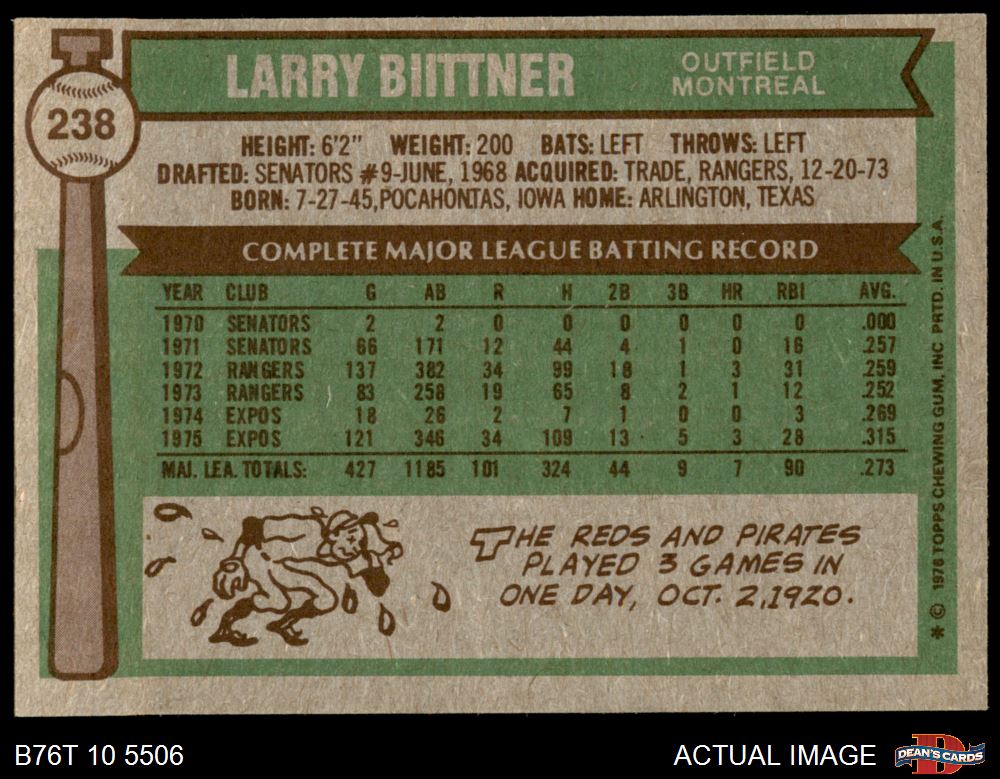 LARRY BIITTNER
OUTFIELD
MONTREAL
238
HEIGHT: 6'2" WEIGHT: 200 BATS: LEFT THROWS: LEFT
DRAFTED: SENATORS #9-JUNE, 1968 ACQUIRED: TRADE, RANGERS, 12-20-73
BORN: 7-27-45, POCAHONTAS, IOWA HOME: ARLINGTON, TEXAS
COMPLETE MAJOR LEAGUE BATTING RECORD
YEAR CLUB G AB R H 2B 3B HR RBI AVG.
1970 SENATORS 2 2 0 0 0 0 0 0 .000
1971 SENATORS 66 171 12 44 4 1 0 16 .257
1972 RANGERS 137 382 34 99 18 1 3 31 .259
1973 RANGERS 83 258 19 65 8 2 1 12 .252
1974 EXPOS 18 26 2 7 1 0 0 3 .269
1975 EXPOS 121 346 34 109 13 5 3 28 .315
MAJ. LEA. TOTALS: 427 1185 101 324 44 9 7 90 .273
THE REDS AND PIRATES
PLAYED 3 GAMES IN
ONE DAY, OCT. 2, 1920.
* © 1976 TOPPS CHEWING GUM, INC PRTD. IN U.S.A.
B76T 10 5506
ACTUAL IMAGE
D
DEAN'S CARDS